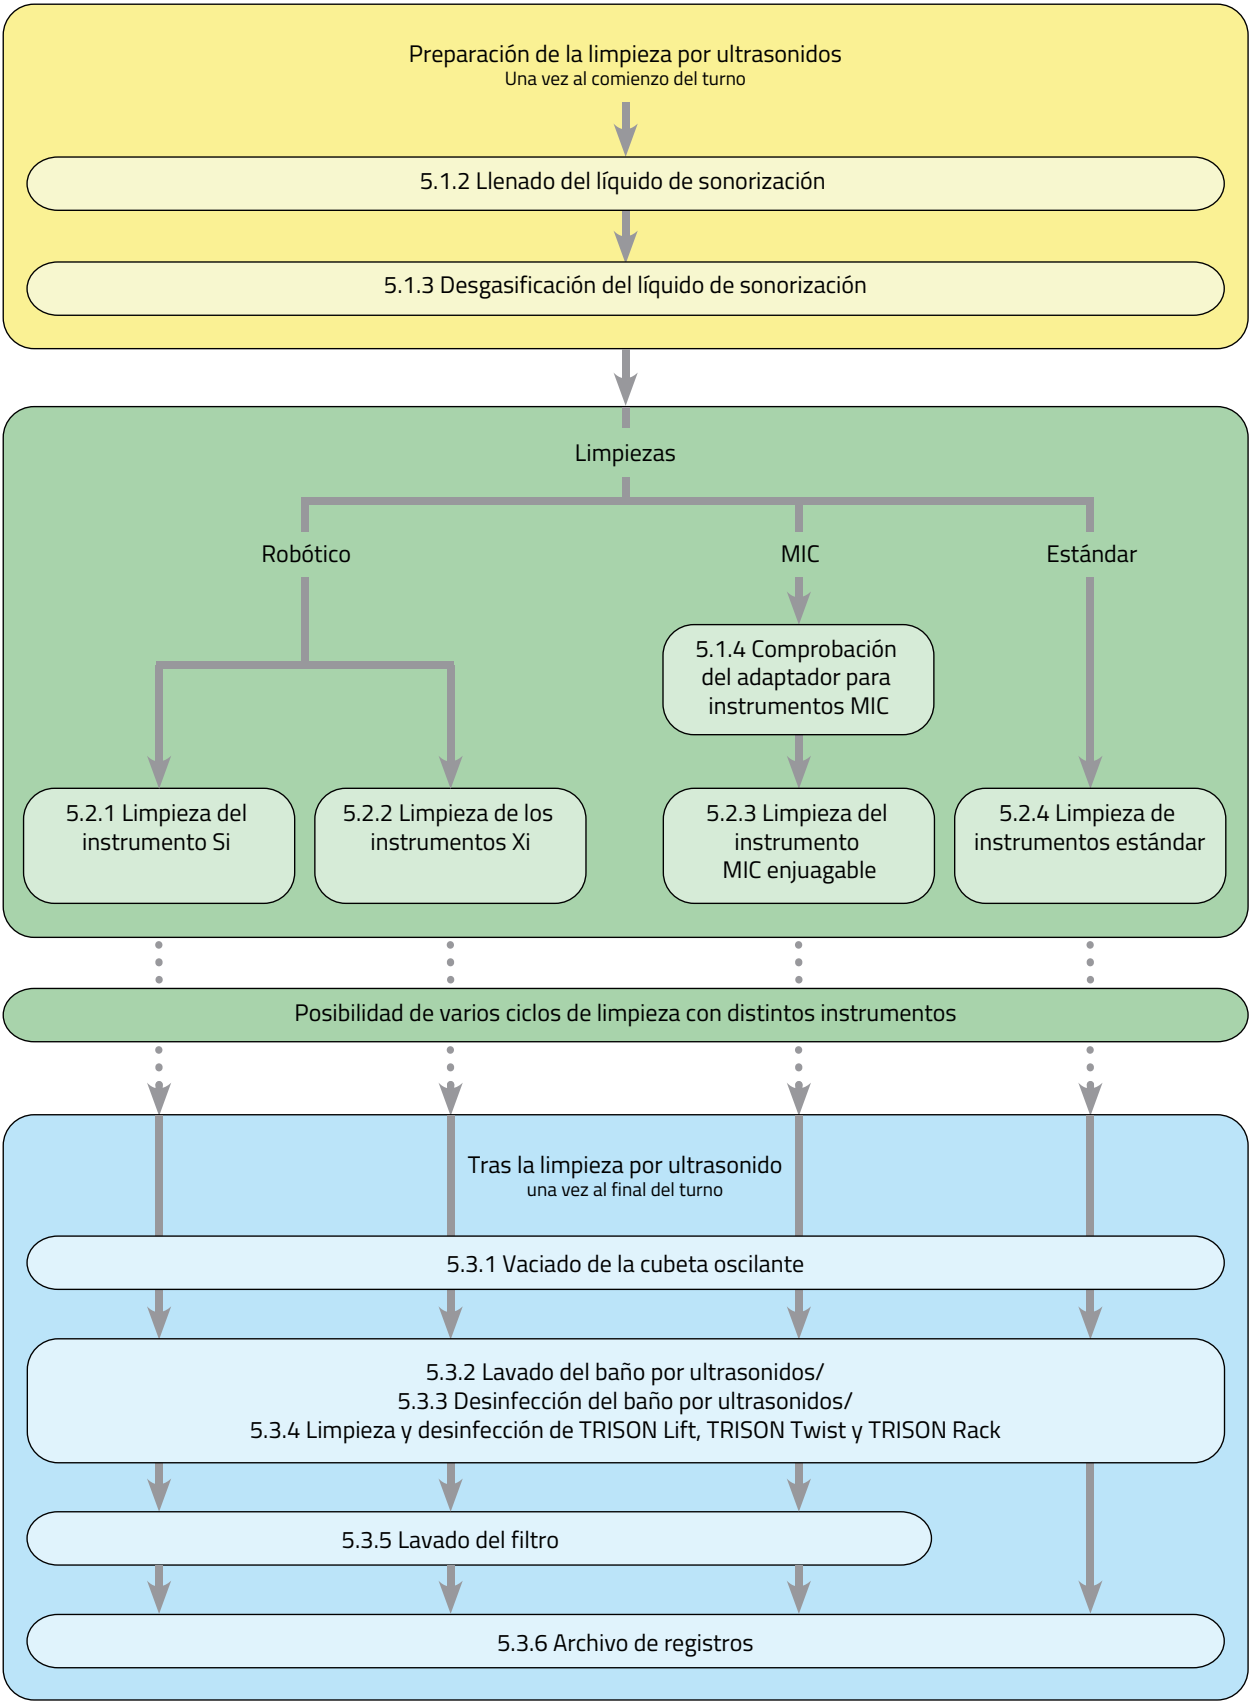 Preparación de la limpieza por ultrasonidos
Una vez al comienzo del turno
5.1.2 Llenado del líquido de sonorización
5.1.3 Desgasificación del líquido de sonorización
Limpiezas
Robótico
MIC
Estándar
5.1.4 Comprobación
del adaptador para
instrumentos MIC
5.2.1 Limpieza del
instrumento Si
5.2.2 Limpieza de los
instrumentos Xi
5.2.3 Limpieza del
instrumento
MIC enjuagable
5.2.4 Limpieza de
instrumentos estándar
Posibilidad de varios ciclos de limpieza con distintos instrumentos
Tras la limpieza por ultrasonido
una vez al final del turno
5.3.1 Vaciado de la cubeta oscilante
5.3.2 Lavado del baño por ultrasonidos/
5.3.3 Desinfección del baño por ultrasonidos/
5.3.4 Limpieza y desinfección de TRISON Lift, TRISON Twist y TRISON Rack
5.3.5 Lavado del filtro
5.3.6 Archivo de registros